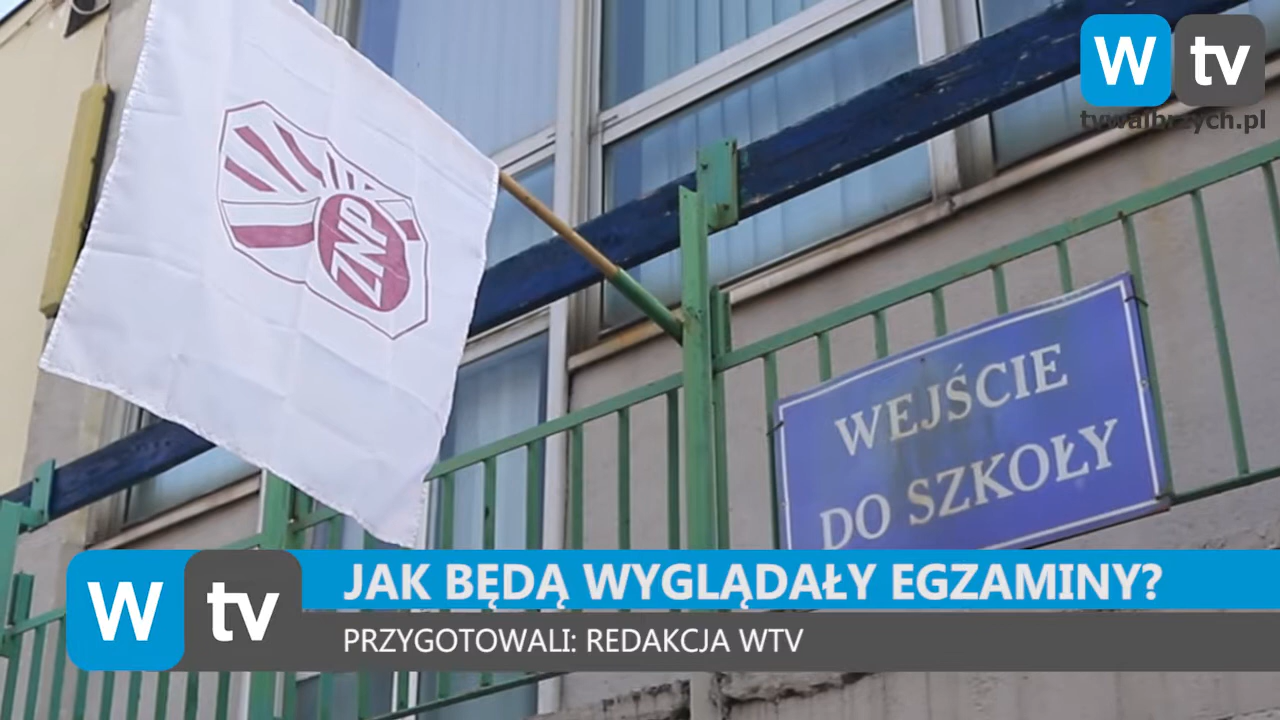 W tv
tvwalbrzych.pl
ZNP
WEJŚCIE
DO SZKOŁY
W tv
JAK BĘDĄ WYGLĄDAŁY EGZAMINY?
PRZYGOTOWALI: REDAKCJA WTV